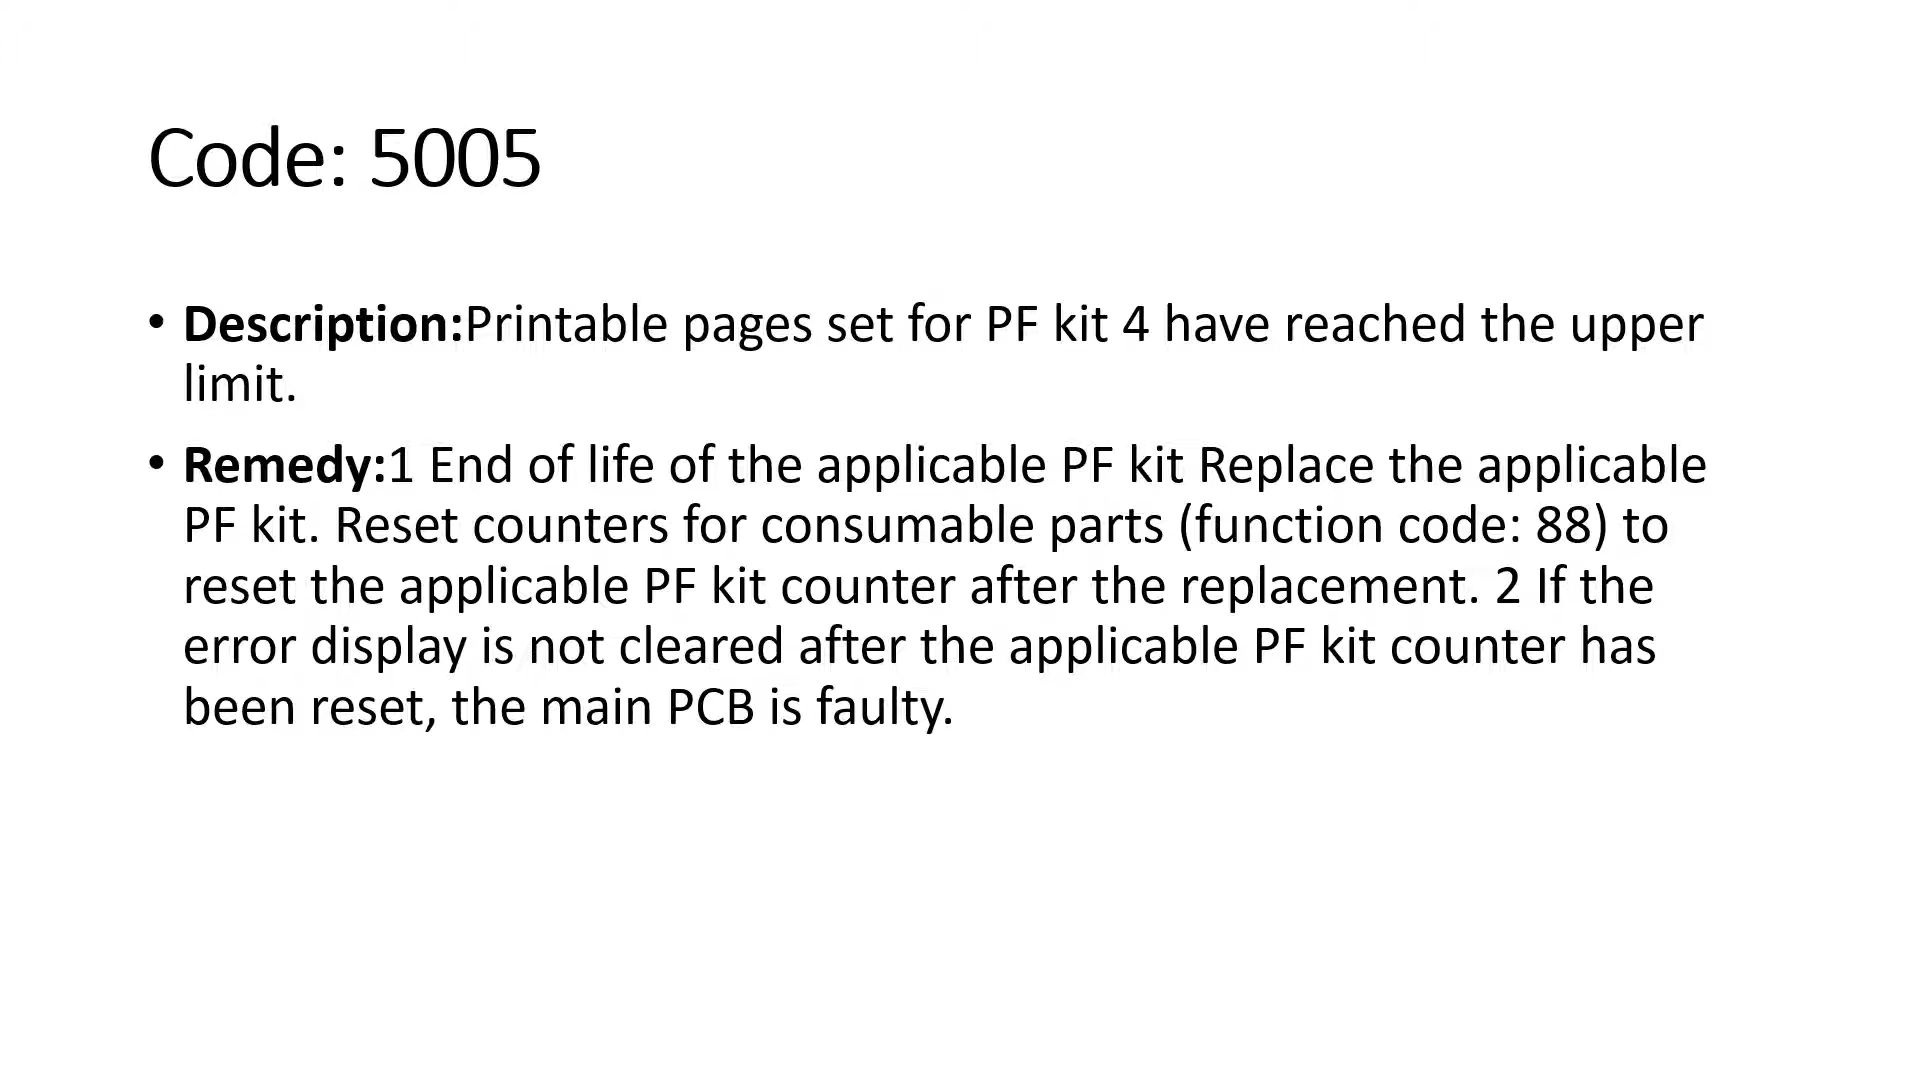 Code: 5005
• Description:Printable pages set for PF kit 4 have reached the upper
limit.
• Remedy:1 End of life of the applicable PF kit Replace the applicable
PF kit. Reset counters for consumable parts (function code: 88) to
reset the applicable PF kit counter after the replacement. 2 If the
error display is not cleared after the applicable PF kit counter has
been reset, the main PCB is faulty.